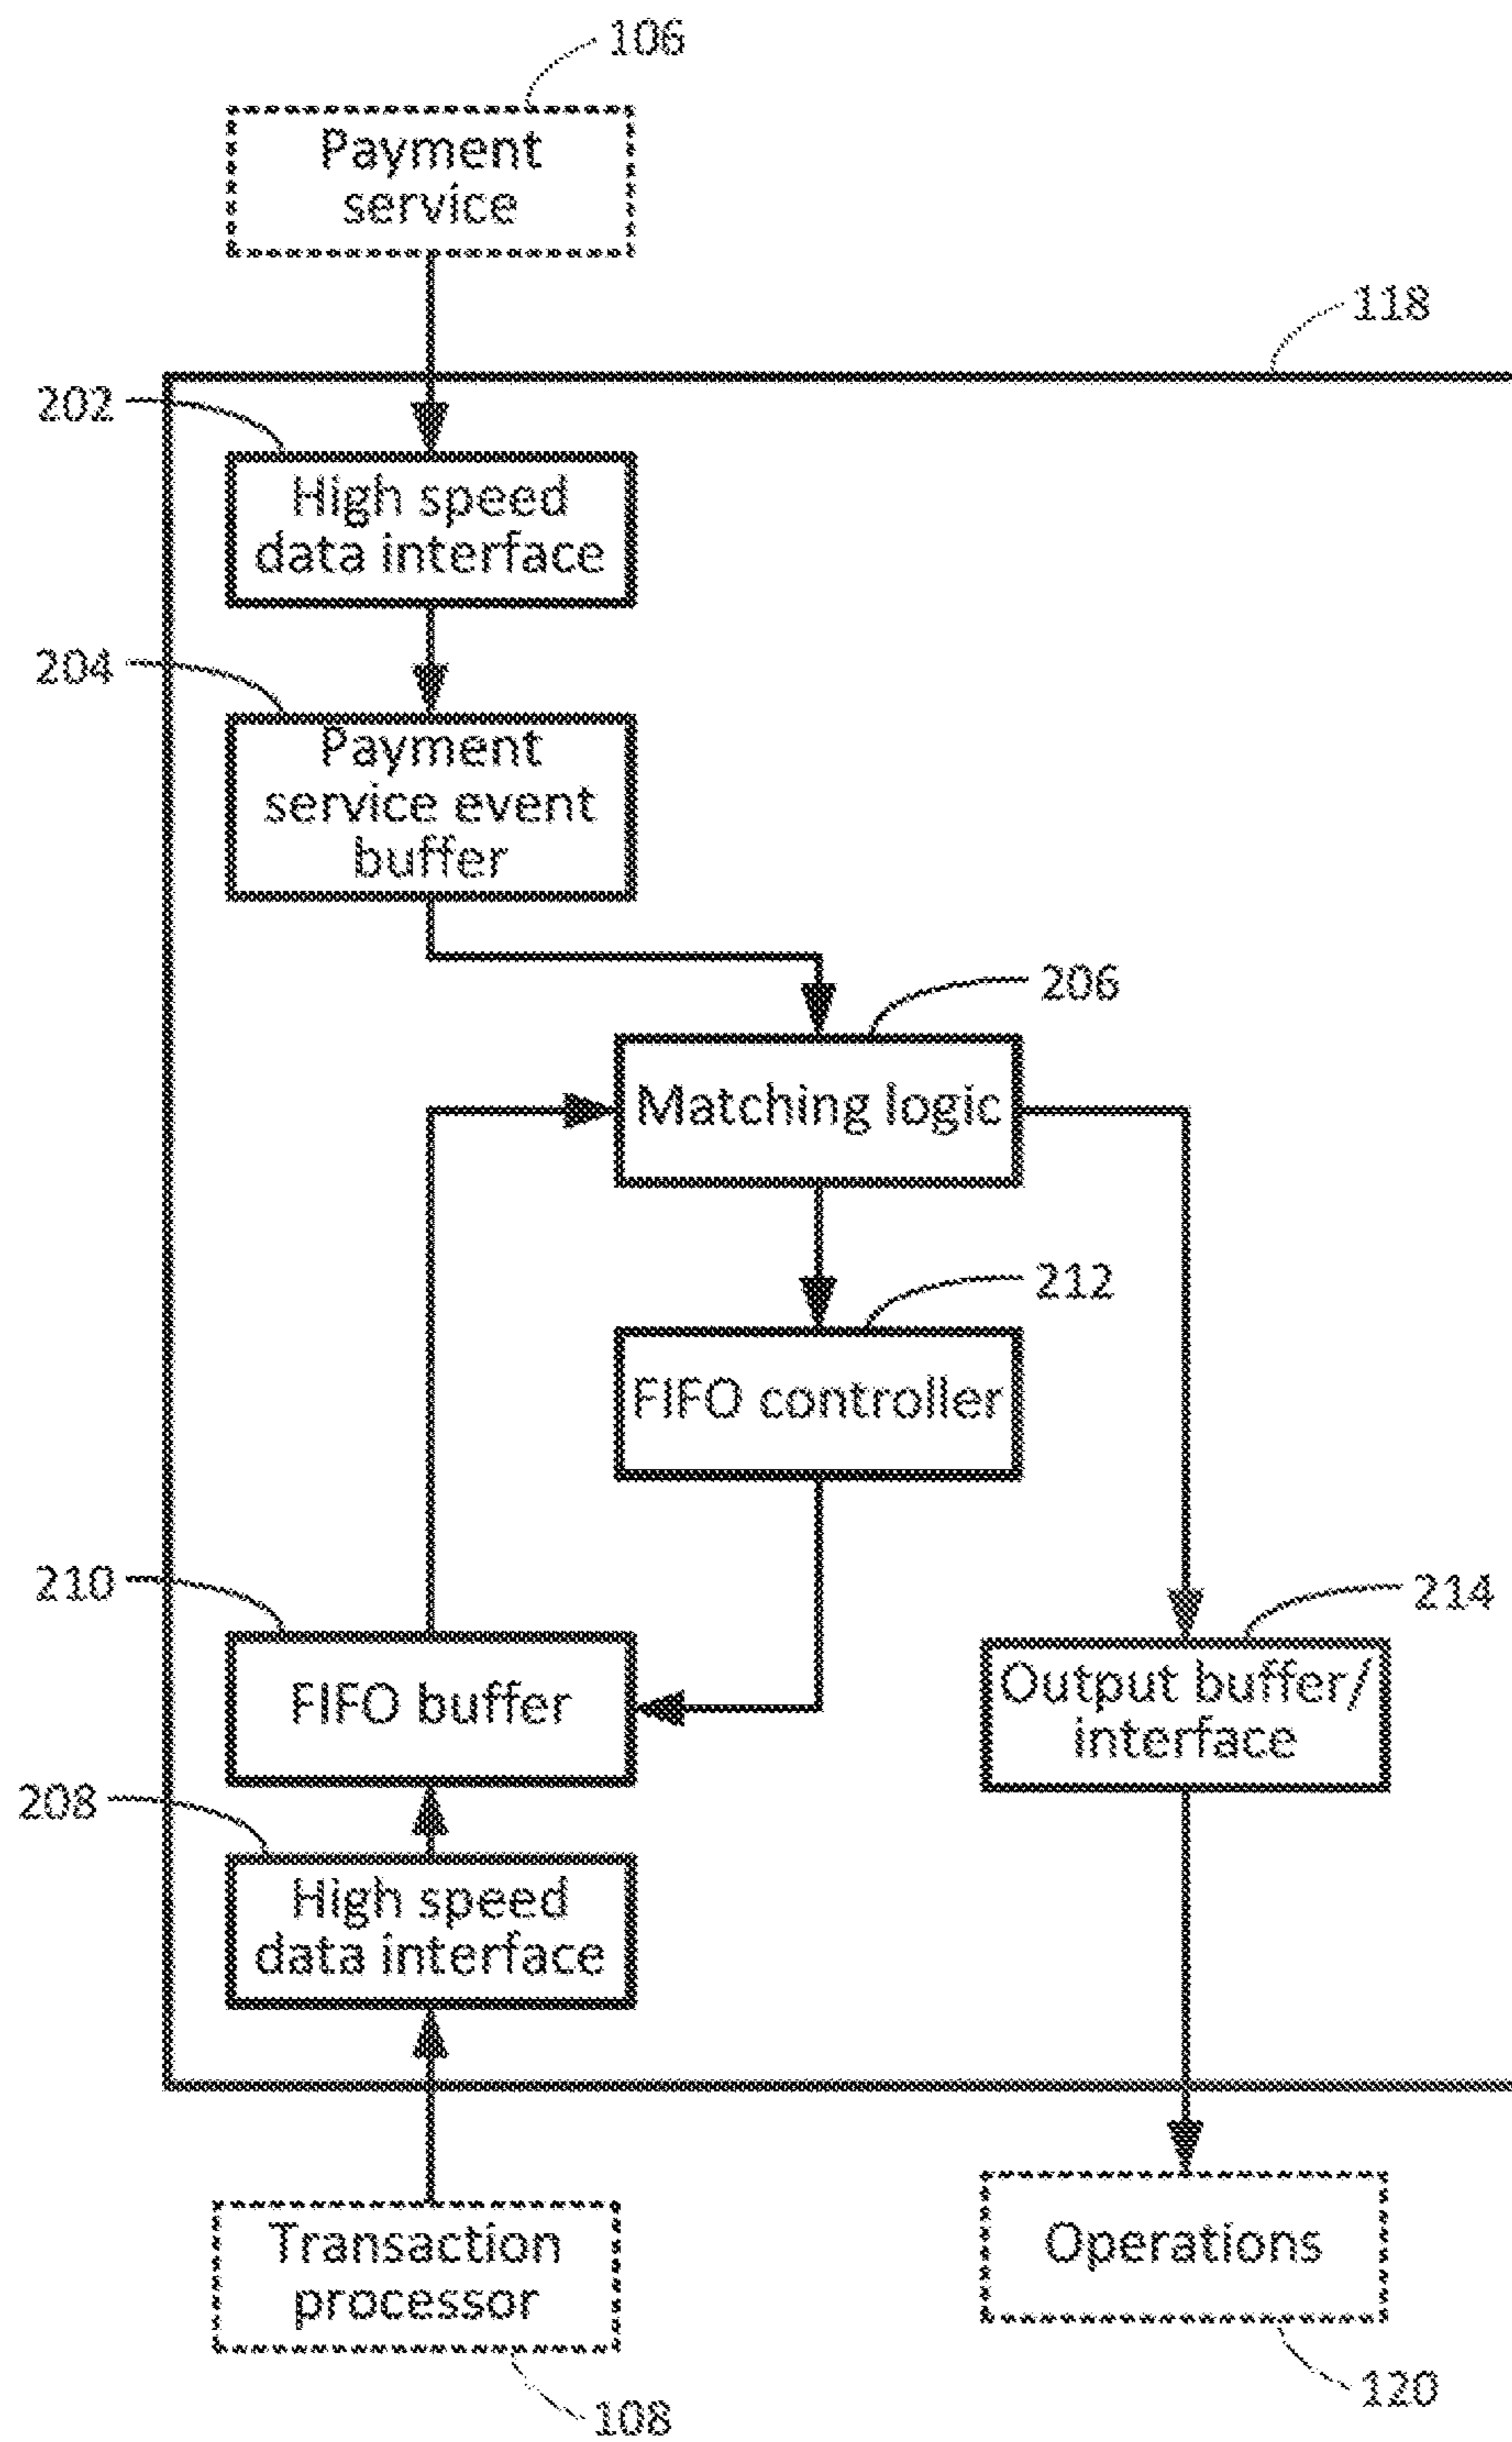 106
Payment
service
118
202
High speed
data interface
204
Payment
service event
buffer
206
Matching logic
212
FIFO controller
210
FIFO buffer
214
Output buffer/
interface
208
High speed
data interface
Transaction
processor
Operations
108
120